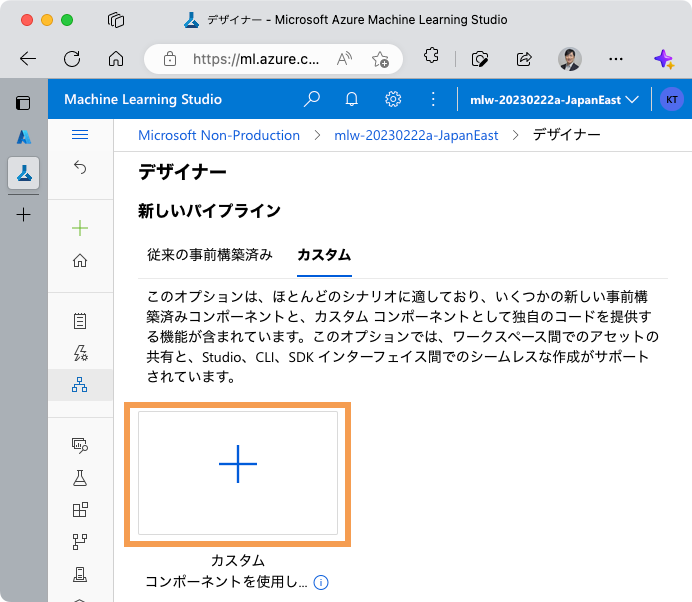 デザイナー - Microsoft Azure Machine Learning Studio
https://ml.azure.c...
Machine Learning Studio
mlw-20230222a-JapanEast
KT
Microsoft Non-Production > mlw-20230222a-JapanEast > デザイナー
デザイナー
新しいパイプライン
従来の事前構築済み カスタム
このオプションは、ほとんどのシナリオに適しており、いくつかの新しい事前構
築済みコンポーネントと、カスタム コンポーネントとして独自のコードを提供す
る機能が含まれています。このオプションでは、ワークスペース間でのアセットの
共有と、Studio、CLI、SDK インターフェイス間でのシームレスな作成がサポート
されています。
カスタム
コンポーネントを使用し...